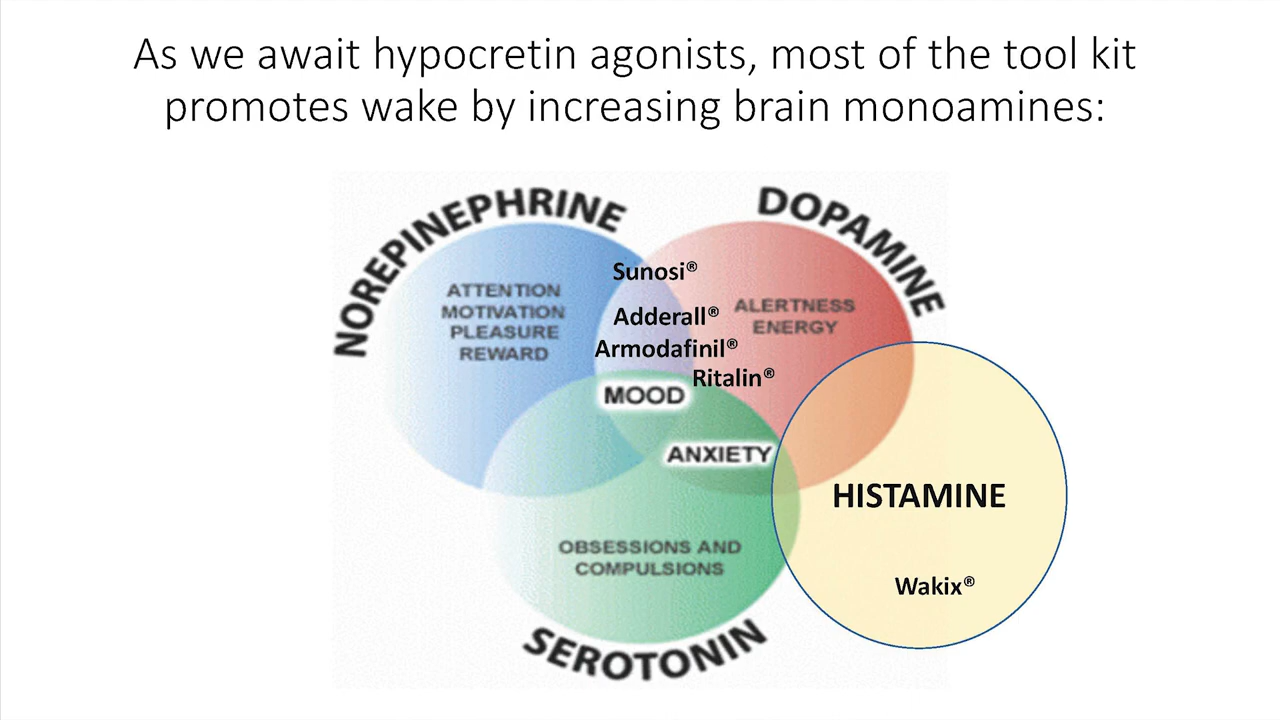 As we await hypocretin agonists, most of the tool kit
promotes wake by increasing brain monoamines:
NOREPINEPHRINE
DOPAMINE
ATTENTION
MOTIVATION
PLEASURE
REWARD
Sunosi®
Adderall®
Armodafinil®
Ritalin®
ALERTNESS
ENERGY
MOOD
ANXIETY
HISTAMINE
Wakix®
OBSESSIONS AND
COMPULSIONS
SEROTONIN